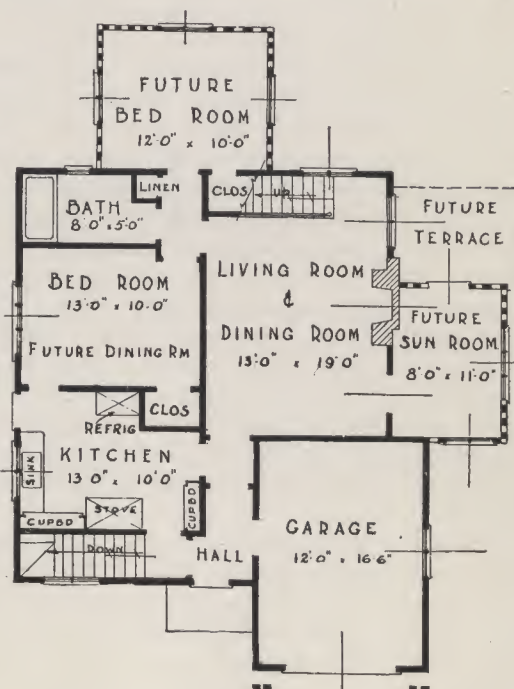 FUTURE
BED ROOM
12'·0" x 10'·0"
LINEN
CLOS
UP
BATH
8'·0" x 5'·0"
FUTURE
TERRACE
BED ROOM
13'·0" x 10'·0"
FUTURE DINING RM
LIVING ROOM
&
DINING ROOM
13'·0" x 19'·0"
FUTURE
SUN ROOM
8'·0" x 11'·0"
CLOS
REFRIG
KITCHEN
13'·0" x 10'·0"
SINK
CUPBD
STOVE
CUPBD
DOWN
HALL
GARAGE
12'·0" x 16'·6"